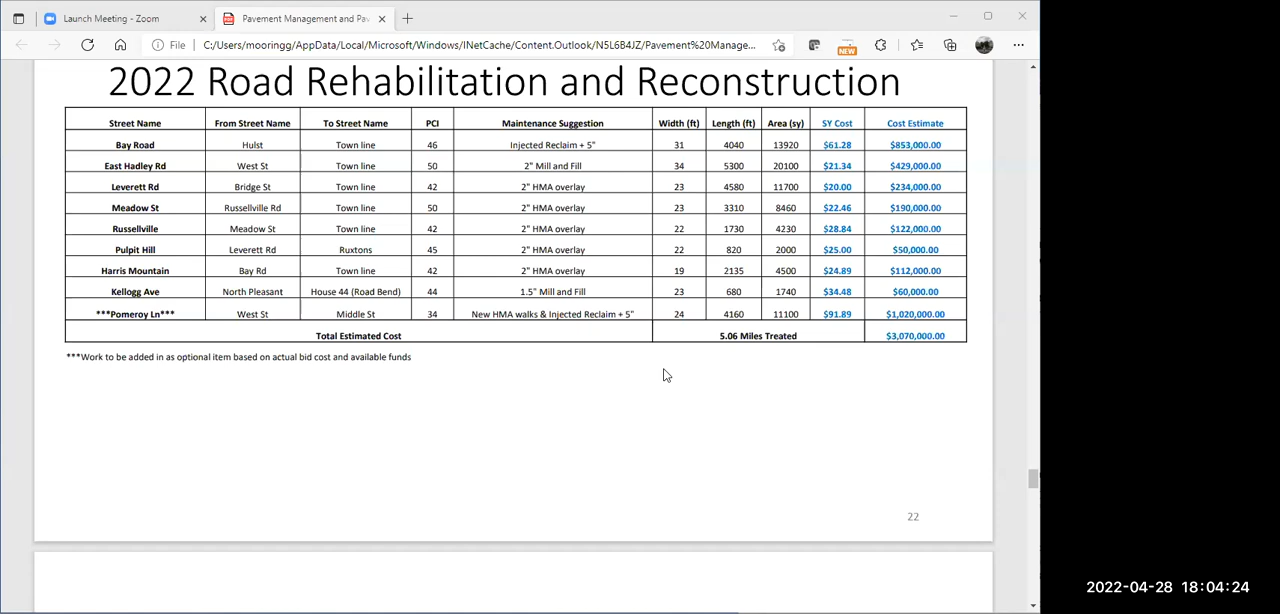 Launch Meeting - Zoom
Pavement Management and Pav
File C:/Users/mooringg/AppData/Local/Microsoft/Windows/INetCache/Content.Outlook/N5L6B4JZ/Pavement%20Manage...
NEW
2022 Road Rehabilitation and Reconstruction
Street Name From Street Name To Street Name PCI Maintenance Suggestion Width (ft) Length (ft) Area (sy) SY Cost Cost Estimate
Bay Road Hulst Town line 46 Injected Reclaim + 5" 31 4040 13920 $61.28 $853,000.00
East Hadley Rd West St Town line 50 2" Mill and Fill 34 5300 20100 $21.34 $429,000.00
Leverett Rd Bridge St Town line 42 2" HMA overlay 23 4580 11700 $20.00 $234,000.00
Meadow St Russellville Rd Town line 50 2" HMA overlay 23 3310 8460 $22.46 $190,000.00
Russellville Meadow St Town line 42 2" HMA overlay 22 1730 4230 $28.84 $122,000.00
Pulpit Hill Leverett Rd Ruxtons 45 2" HMA overlay 22 820 2000 $25.00 $50,000.00
Harris Mountain Bay Rd Town line 42 2" HMA overlay 19 2135 4500 $24.89 $112,000.00
Kellogg Ave North Pleasant House 44 (Road Bend) 44 1.5" Mill and Fill 23 680 1740 $34.48 $60,000.00
***Pomeroy Ln*** West St Middle St 34 New HMA walks & Injected Reclaim + 5" 24 4160 11100 $91.89 $1,020,000.00
Total Estimated Cost 5.06 Miles Treated $3,070,000.00
***Work to be added in as optional item based on actual bid cost and available funds
22
2022-04-28 18:04:24